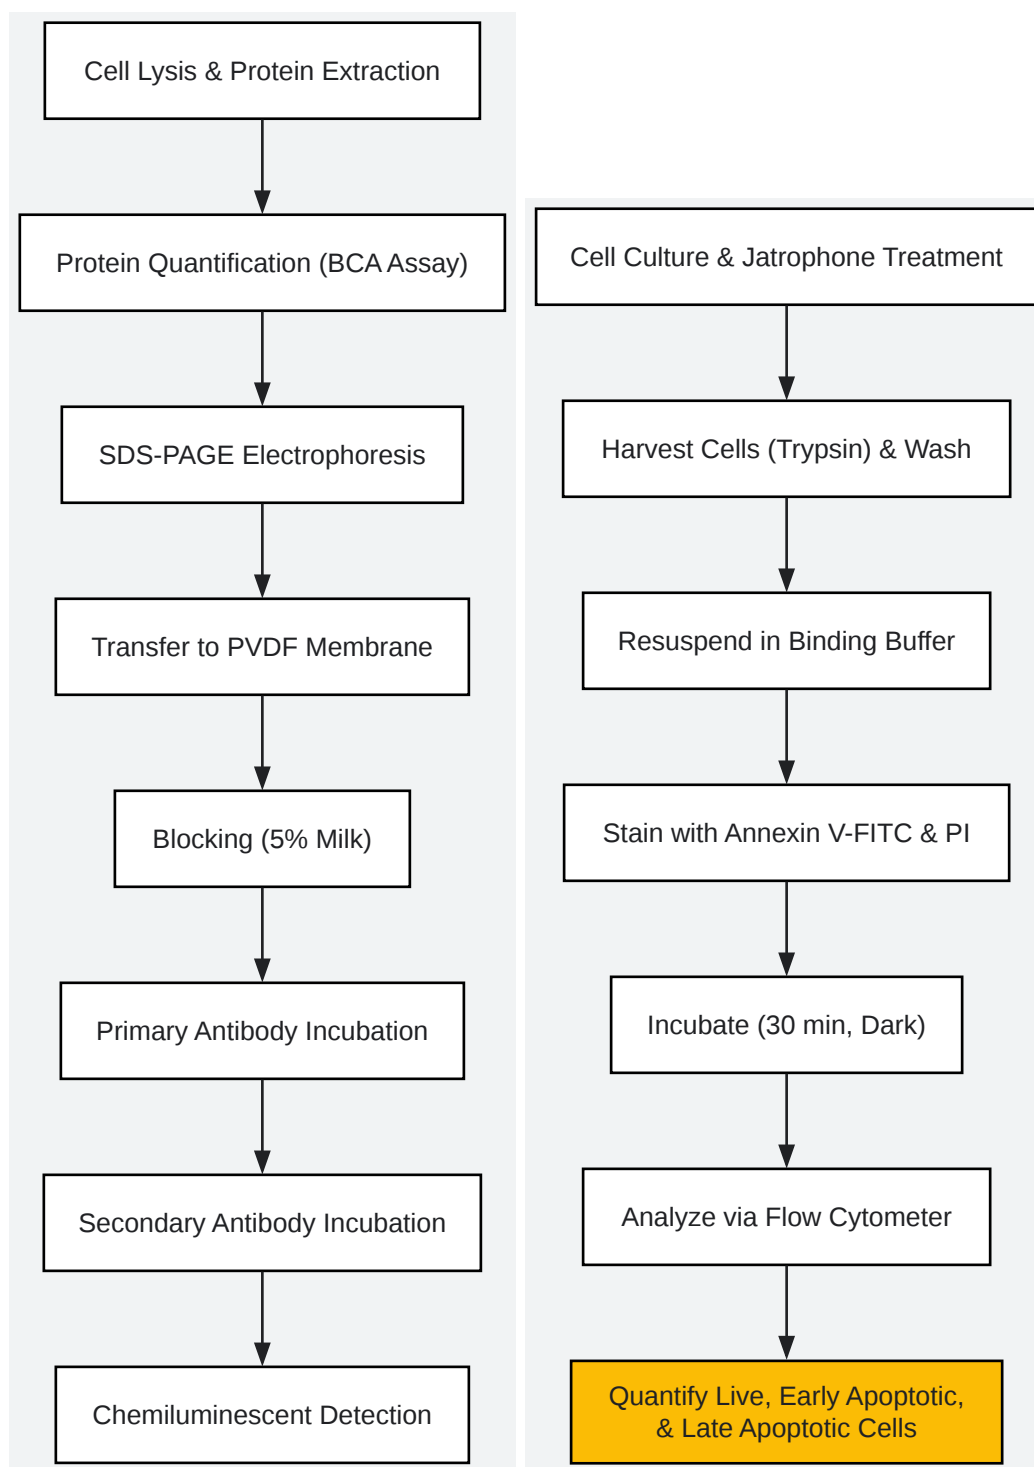 Cell Lysis & Protein Extraction
Protein Quantification (BCA Assay)
SDS-PAGE Electrophoresis
Transfer to PVDF Membrane
Blocking (5% Milk)
Primary Antibody Incubation
Secondary Antibody Incubation
Chemiluminescent Detection
Cell Culture & Jatrophone Treatment
Harvest Cells (Trypsin) & Wash
Resuspend in Binding Buffer
Stain with Annexin V-FITC & PI
Incubate (30 min, Dark)
Analyze via Flow Cytometer
Quantify Live, Early Apoptotic,
& Late Apoptotic Cells